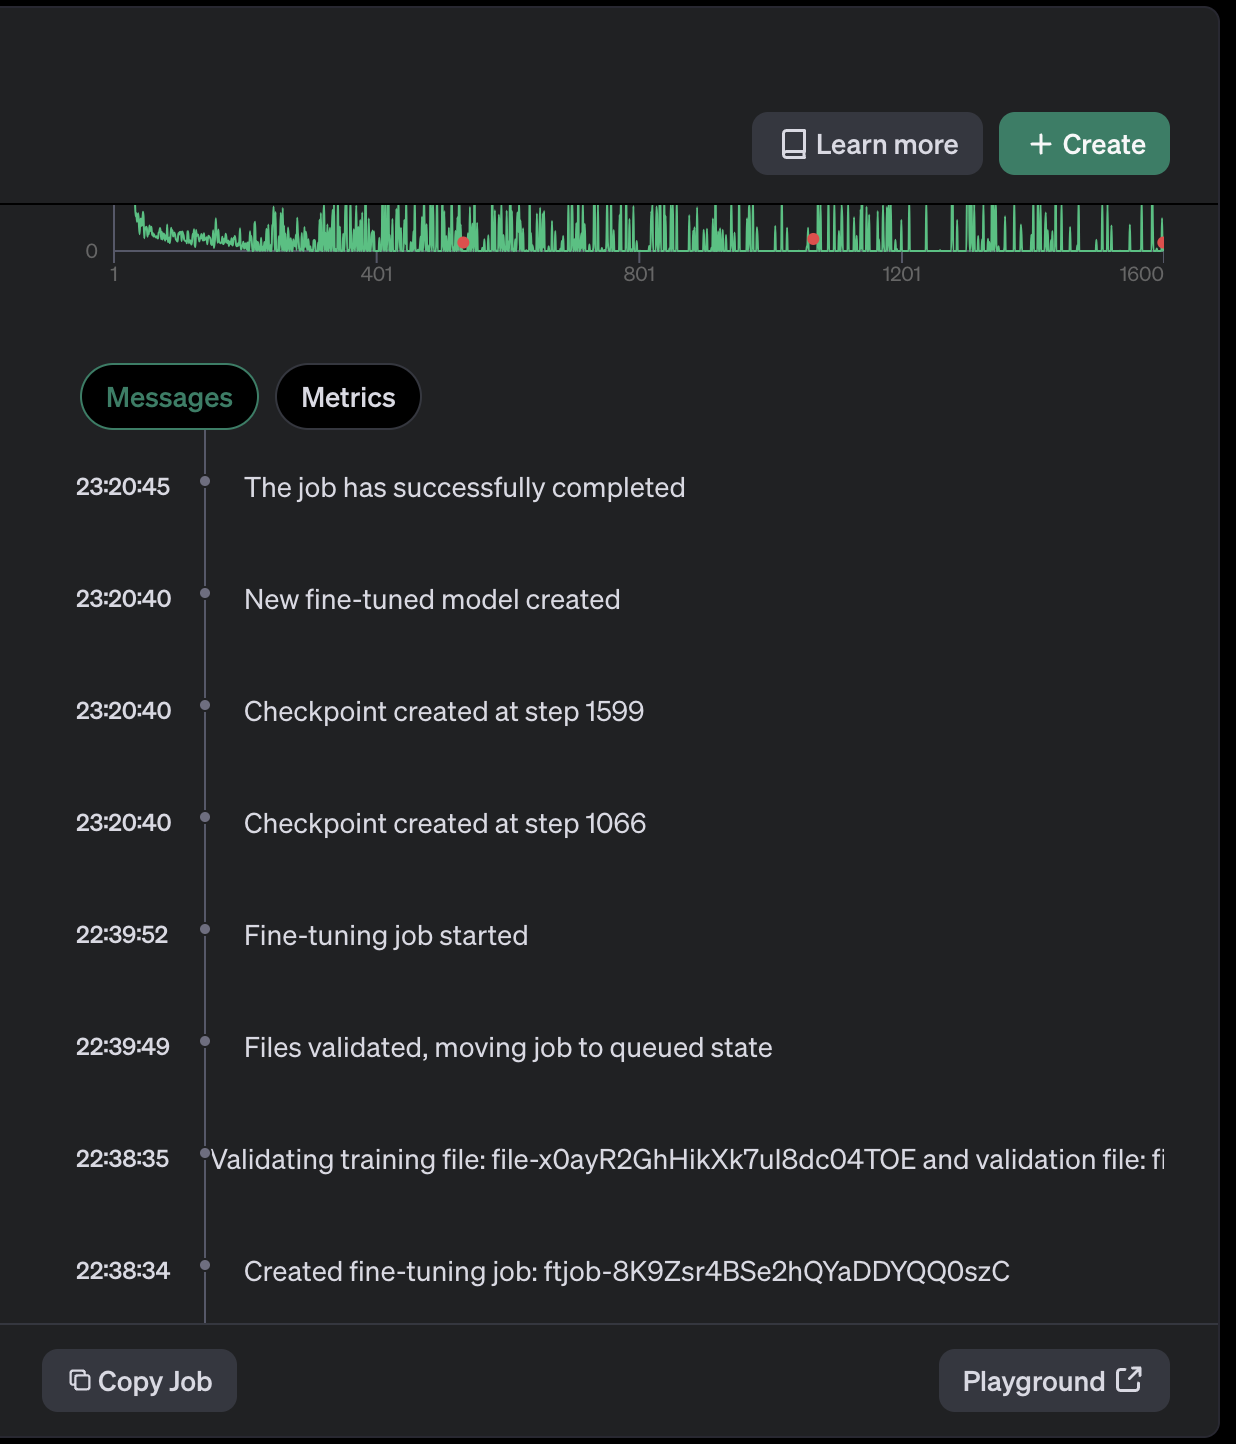 Learn more
Create
0
1
401
801
1201
1600
Messages
Metrics
23:20:45 The job has successfully completed
23:20:40 New fine-tuned model created
23:20:40 Checkpoint created at step 1599
23:20:40 Checkpoint created at step 1066
22:39:52 Fine-tuning job started
22:39:49 Files validated, moving job to queued state
22:38:35 Validating training file: file-x0ayR2GhHikXk7uI8dc04TOE and validation file: fi
22:38:34 Created fine-tuning job: ftjob-8K9Zsr4BSe2hQYaDDYQQ0szC
Copy Job
Playground